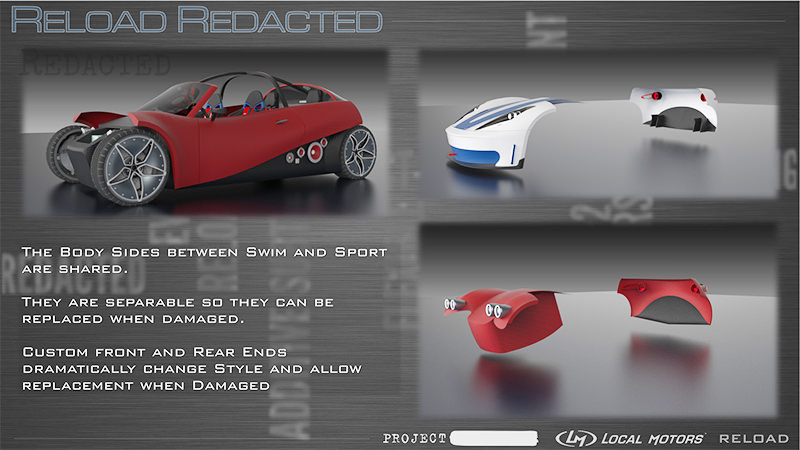 RELOAD REDACTED
REDACTED
THE BODY SIDES BETWEEN SWIM AND SPORT
ARE SHARED.
THEY ARE SEPARABLE SO THEY CAN BE
REPLACED WHEN DAMAGED.
CUSTOM FRONT AND REAR ENDS
DRAMATICALLY CHANGE STYLE AND ALLOW
REPLACEMENT WHEN DAMAGED
REDACTED
PROJECT
LM LOCAL MOTORS RELOAD